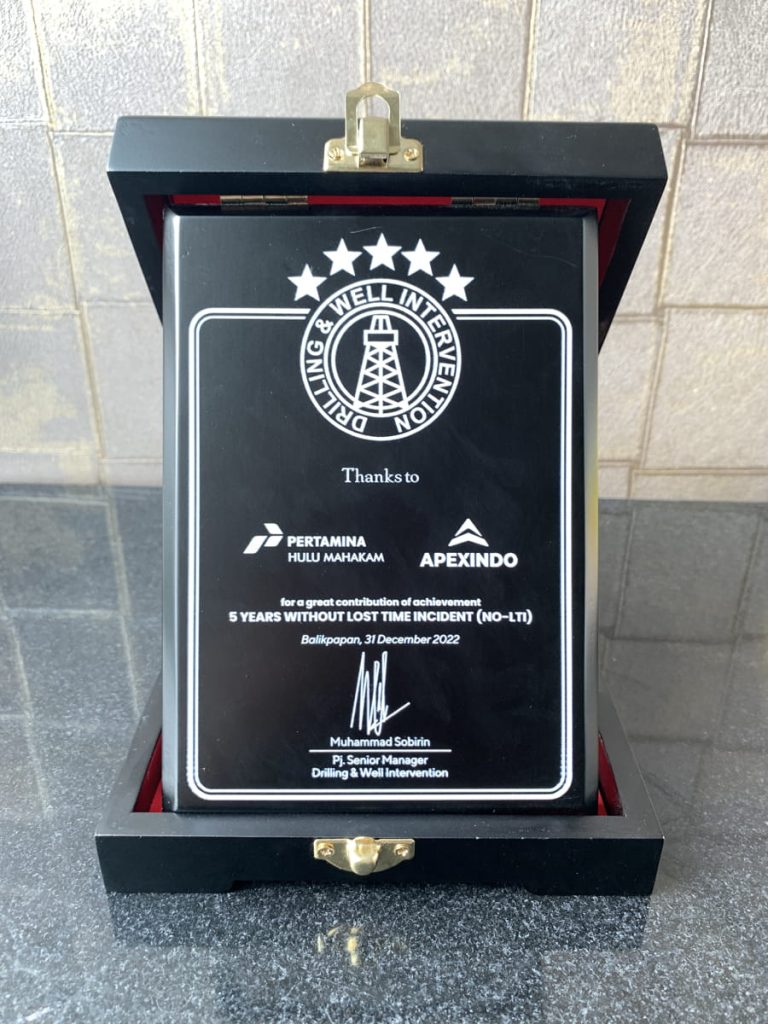 DRILLING & WELL INTERVENTION
Thanks to
PERTAMINA
HULU MAHAKAM
APEXINDO
for a great contribution of achievement
5 YEARS WITHOUT LOST TIME INCIDENT (NO-LTI)
Balikpapan, 31 December 2022
Muhammad Sobirin
Pj. Senior Manager
Drilling & Well Intervention